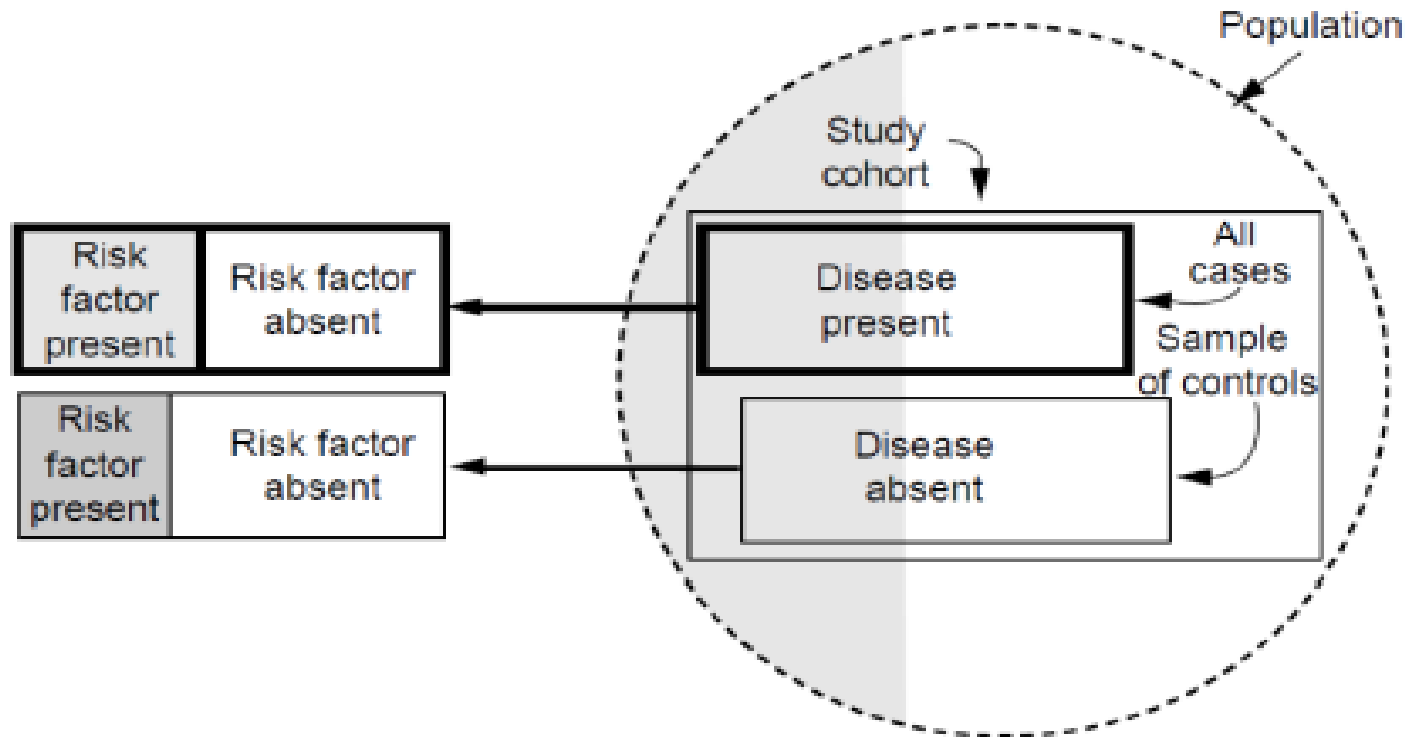 Population
Study
cohort
Risk
factor
present
Risk factor
absent
Disease
present
All
cases
Sample
of controls
Risk
factor
present
Risk factor
absent
Disease
absent